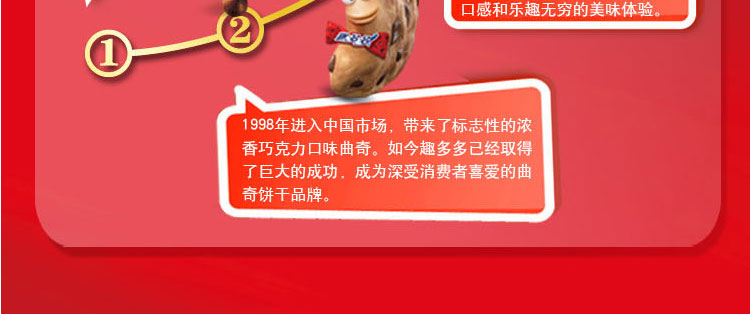 口感和乐趣无穷的美味体验。
2
1
1998年进入中国市场，带来了标志性的浓
香巧克力口味曲奇。如今趣多多已经取得
了巨大的成功，成为深受消费者喜爱的曲
奇饼干品牌。